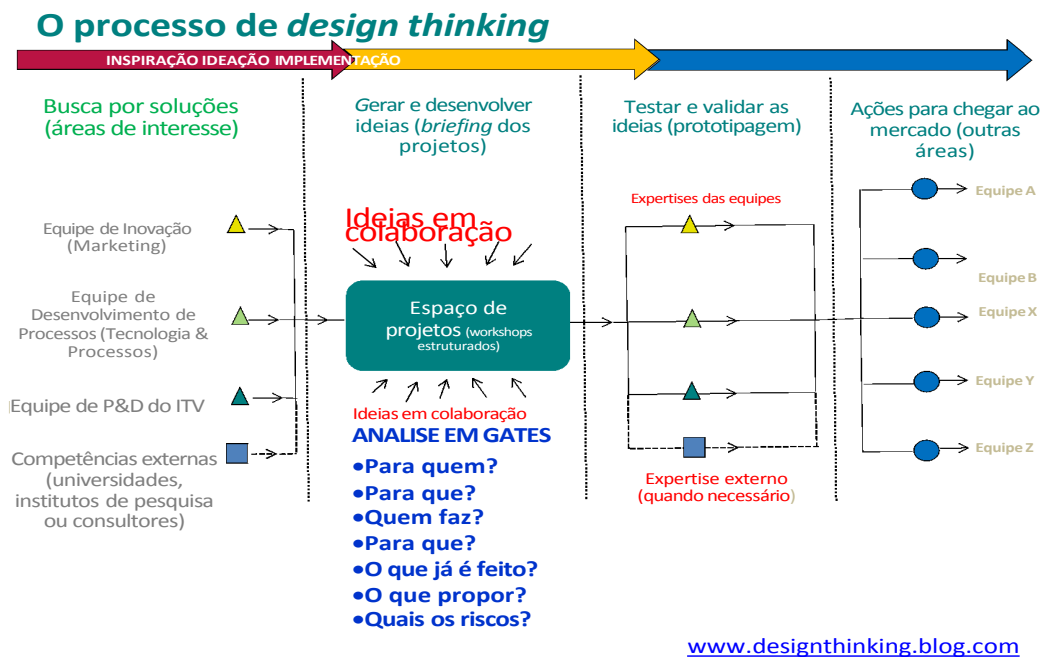 O processo de design thinking
INSPIRAÇÃO IDEAÇÃO IMPLEMENTAÇÃO
Busca por soluções
(áreas de interesse)
Gerar e desenvolver
ideias (briefing dos
projetos)
Testar e validar as
ideias (prototipagem)
Ações para chegar ao
mercado (outras
áreas)
Equipe de Inovação
(Marketing)
Equipe de
Desenvolvimento de
Processos (Tecnologia &
Processos)
Equipe de P&D do ITV
Competências externas
(universidades,
institutos de pesquisa
ou consultores)
Ideias em
colaboração
Espaço de
projetos (workshops
estruturados)
Ideias em colaboração
ANALISE EM GATES
•Para quem?
•Para que?
•Quem faz?
•Para que?
•O que já é feito?
•O que propor?
•Quais os riscos?
Expertises das equipes
Expertise externo
(quando necessário)
Equipe A
Equipe B
Equipe X
Equipe Y
Equipe Z
www.designthinking.blog.com